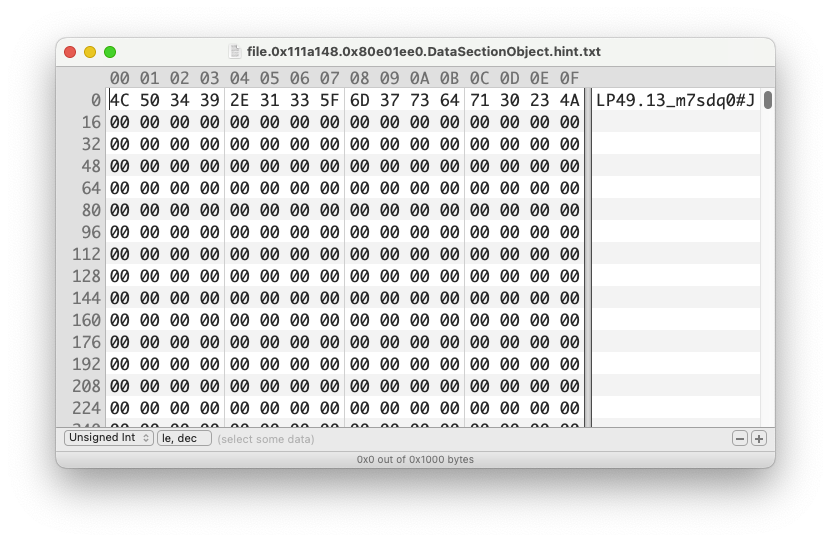 file.0x111a148.0x80e01ee0.DataSectionObject.hint.txt
00 01 02 03 04 05 06 07 08 09 0A 0B 0C 0D 0E 0F
0 4C 50 34 39 2E 31 33 5F 6D 37 73 64 71 30 23 4A LP49.13_m7sdq0#J
16 00 00 00 00 00 00 00 00 00 00 00 00 00 00 00 00
32 00 00 00 00 00 00 00 00 00 00 00 00 00 00 00 00
48 00 00 00 00 00 00 00 00 00 00 00 00 00 00 00 00
64 00 00 00 00 00 00 00 00 00 00 00 00 00 00 00 00
80 00 00 00 00 00 00 00 00 00 00 00 00 00 00 00 00
96 00 00 00 00 00 00 00 00 00 00 00 00 00 00 00 00
112 00 00 00 00 00 00 00 00 00 00 00 00 00 00 00 00
128 00 00 00 00 00 00 00 00 00 00 00 00 00 00 00 00
144 00 00 00 00 00 00 00 00 00 00 00 00 00 00 00 00
160 00 00 00 00 00 00 00 00 00 00 00 00 00 00 00 00
176 00 00 00 00 00 00 00 00 00 00 00 00 00 00 00 00
192 00 00 00 00 00 00 00 00 00 00 00 00 00 00 00 00
208 00 00 00 00 00 00 00 00 00 00 00 00 00 00 00 00
224 00 00 00 00 00 00 00 00 00 00 00 00 00 00 00 00
Unsigned Int le, dec (select some data)
0x0 out of 0x1000 bytes